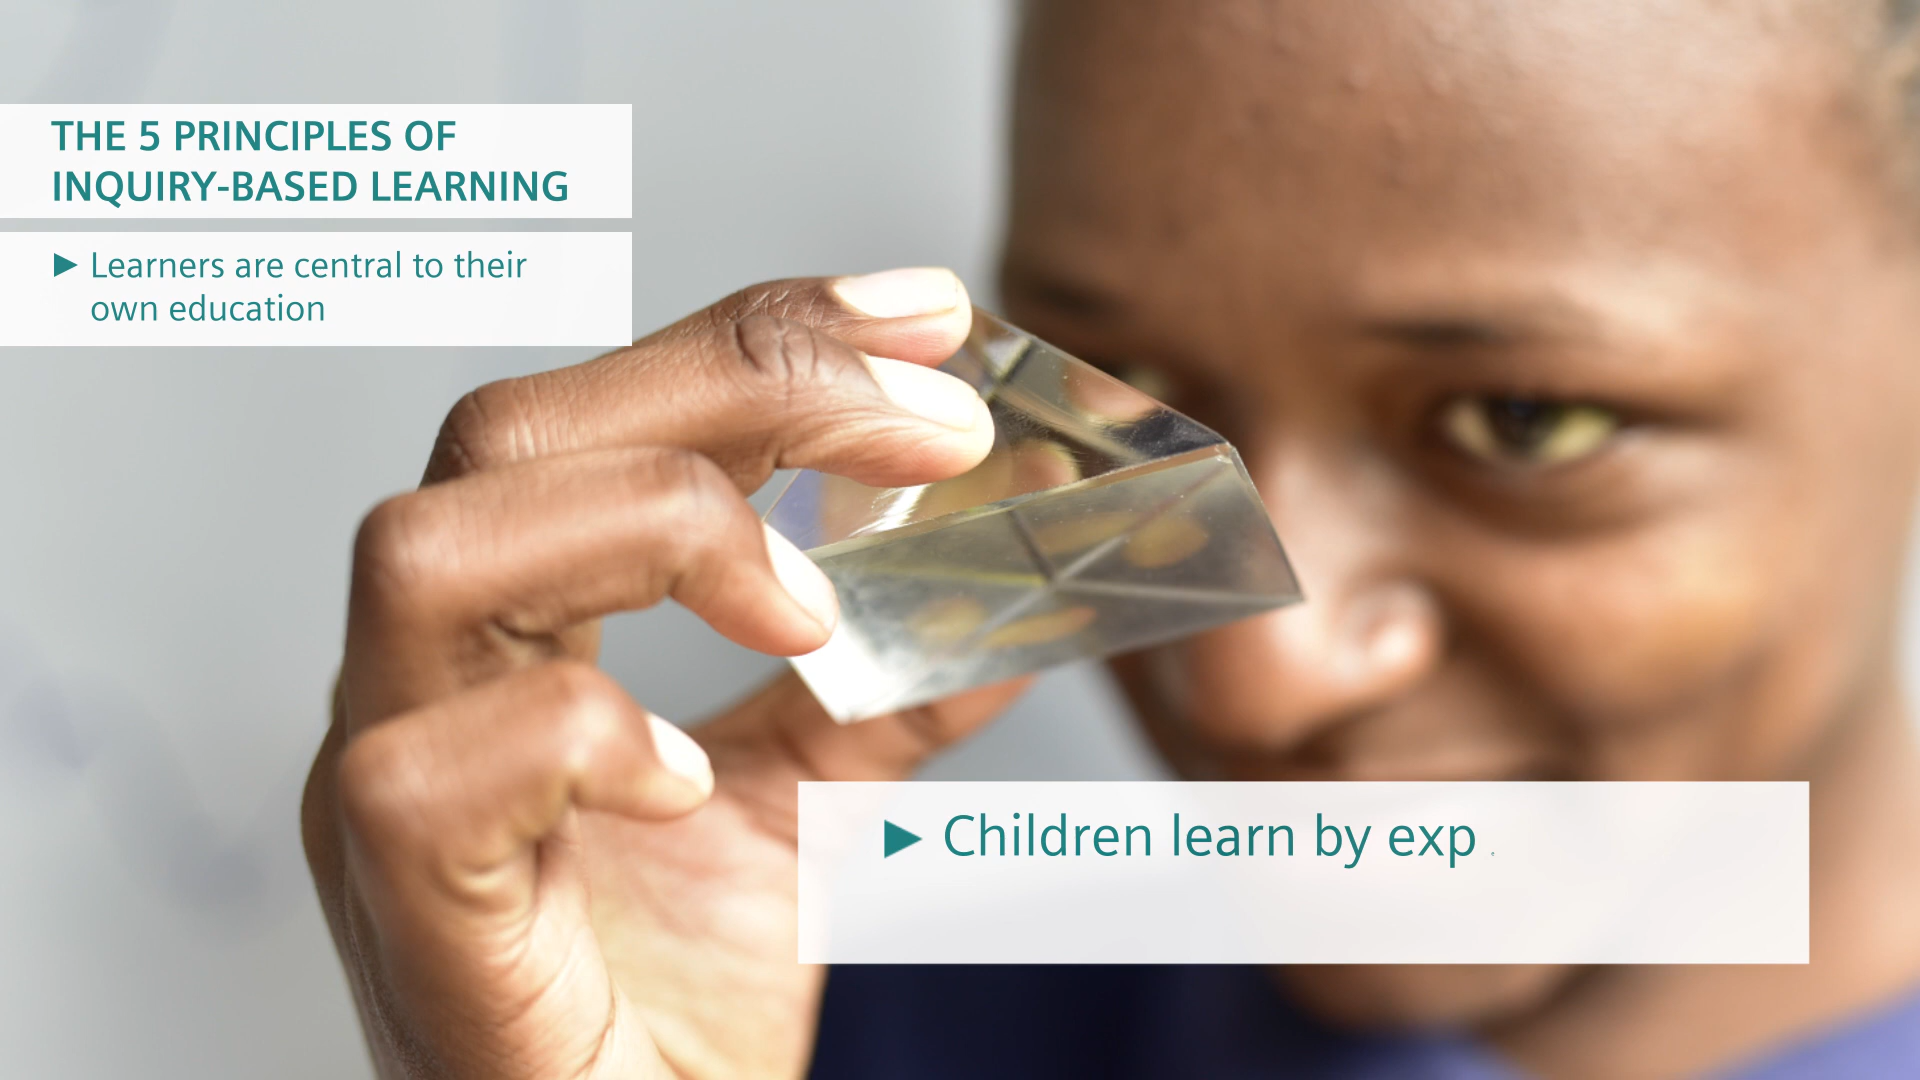 THE 5 PRINCIPLES OF
INQUIRY-BASED LEARNING
▶ Learners are central to their
own education
▶ Children learn by exp